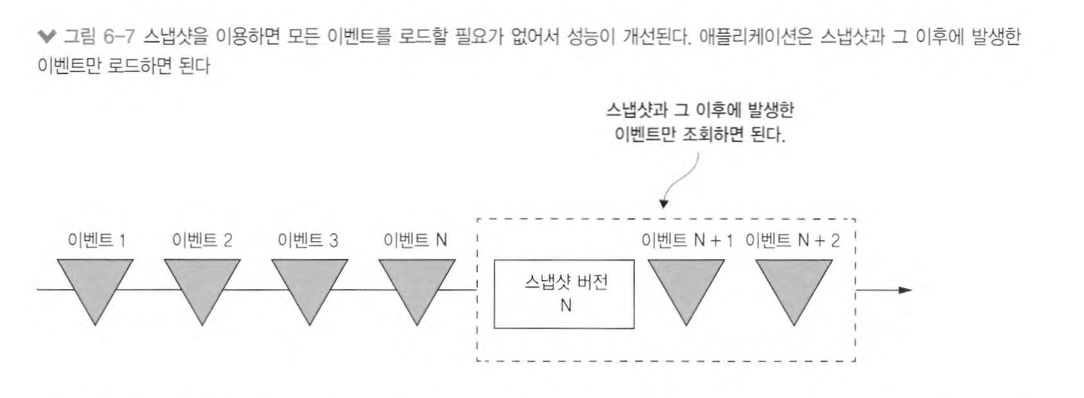 그림 6-7 스냅샷을 이용하면 모든 이벤트를 로드할 필요가 없어서 성능이 개선된다. 애플리케이션은 스냅샷과 그 이후에 발생한
이벤트만 로드하면 된다
스냅샷과 그 이후에 발생한
이벤트만 조회하면 된다.
이벤트 1 이벤트 2 이벤트 3 이벤트 N 이벤트 N + 1 이벤트 N + 2
스냅샷 버전
N